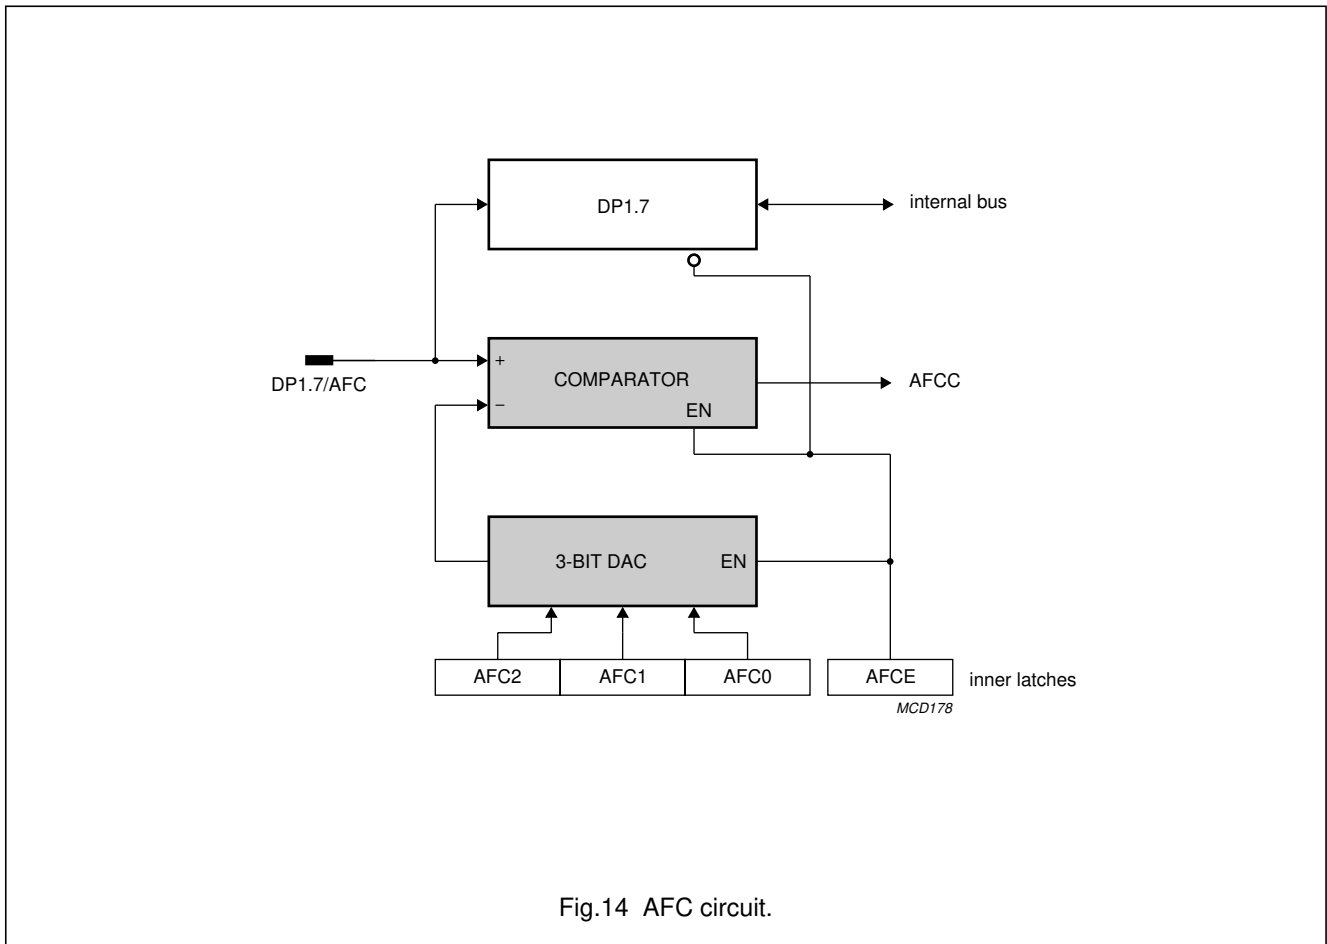 DP1.7
internal bus
DP1.7/AFC
+
COMPARATOR
AFCC
−
EN
3-BIT DAC
EN
AFC2
AFC1
AFC0
AFCE
inner latches
MCD178
Fig.14 AFC circuit.